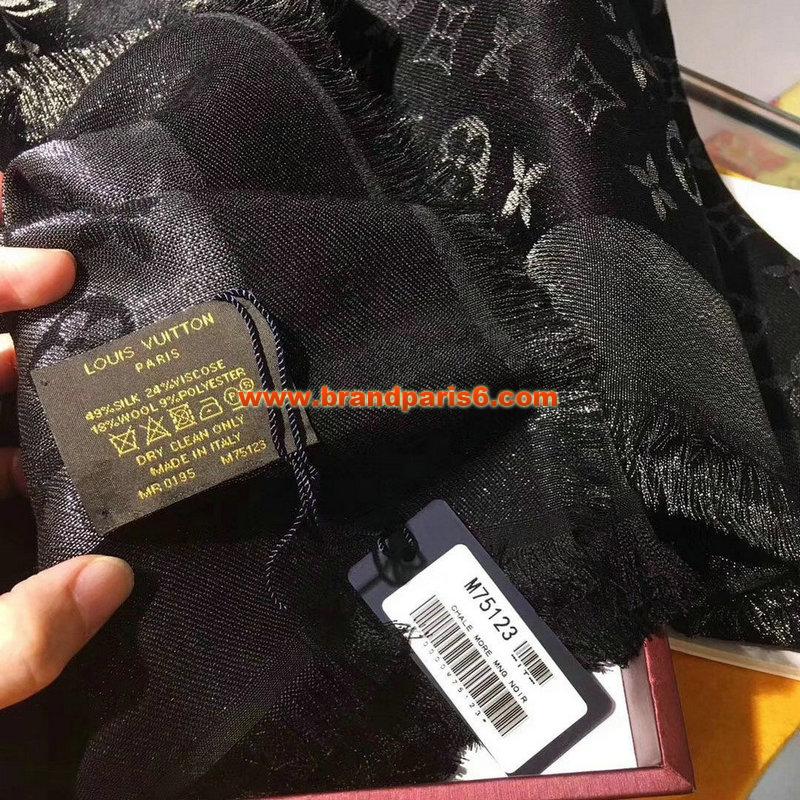 LOUIS VUITTON
PARIS
49%SILK 24%VISCOSE
18%WOOL 9%POLYESTER
DRY CLEAN ONLY
MADE IN ITALY
MR 0195 M75123
www.brandparis6.com
M75123
CHALE MORE MNG NOIR